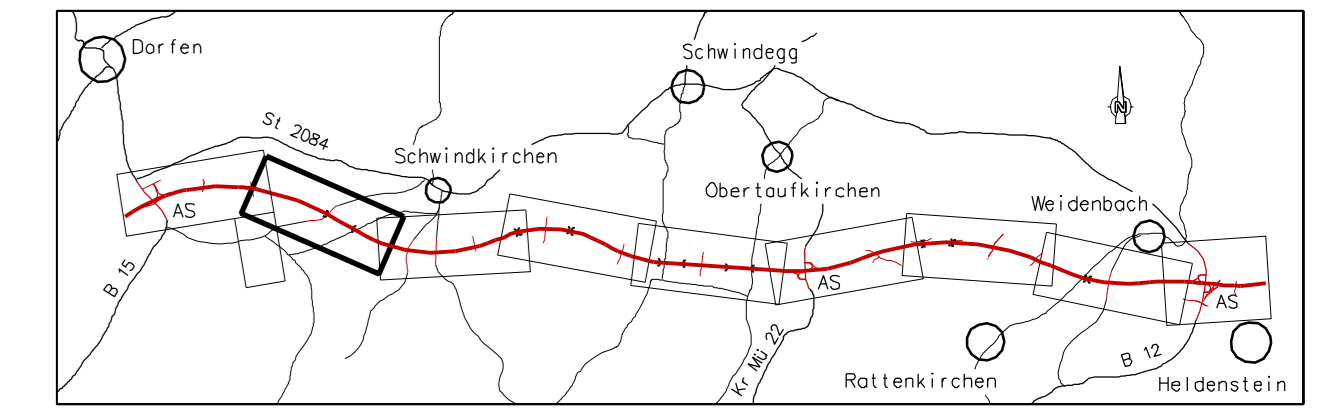 Dorfen
Schwindegg
St 2084
N
Schwindkirchen
Obertaufkirchen
Weidenbach
AS
B 15
AS
AS
Kr Mü 22
B 12
Rattenkirchen
Heldenstein